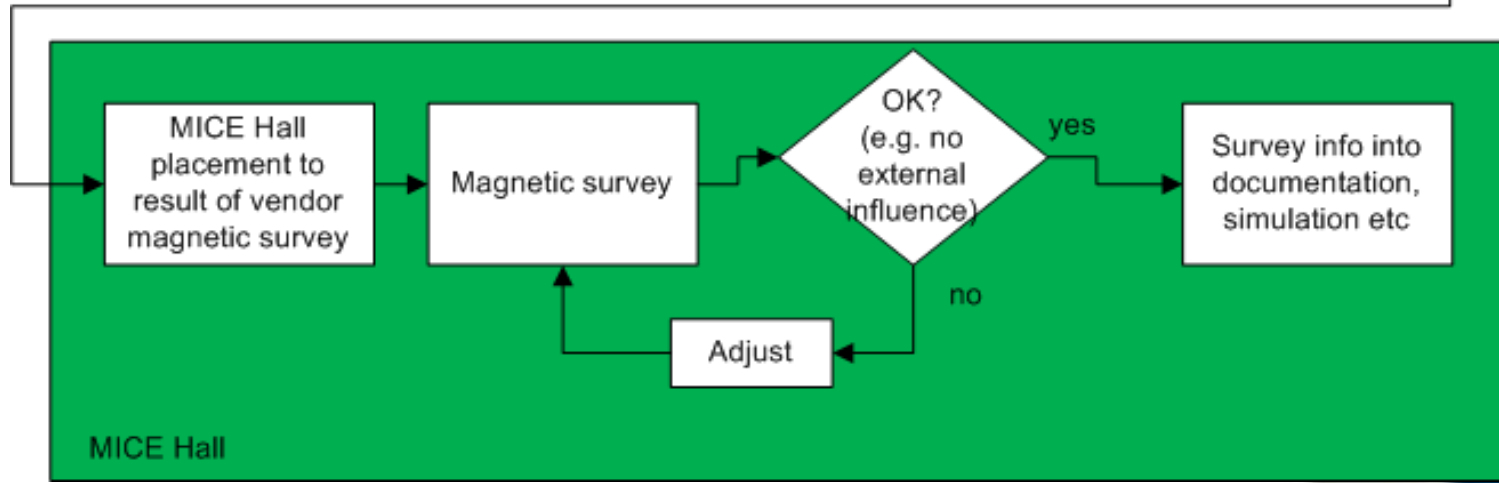 MICE Hall
placement to
result of vendor
magnetic survey
Magnetic survey
OK?
(e.g. no
external
influence)
yes
Survey info into
documentation,
simulation etc
no
Adjust
MICE Hall